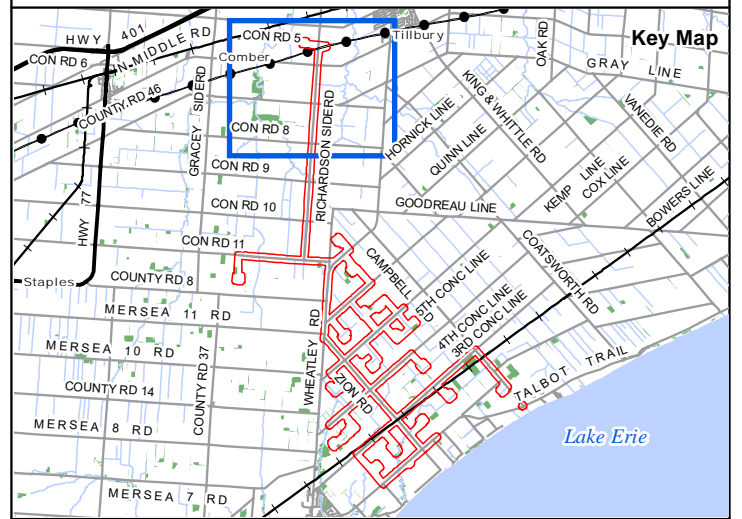 Key Map
HWY 401
CON RD 5
Tillbury
OAK RD
N MIDDLE RD
CON RD 6
Comber
GRAY LINE
COUNTY RD 46
GRACEY SIDERD
RICHARDSON SIDERD
KING & WHITTLE RD
VANEDIE RD
HORNICK LINE
QUINN LINE
CON RD 8
KEMP LINE
COX LINE
BOWERS LINE
CON RD 9
HWY 77
CON RD 10
GOODREAU LINE
CON RD 11
COATSWORTH RD
CAMPBELL RD
5TH CONC LINE
Staples
COUNTY RD 8
MERSEA 11 RD
4TH CONC LINE
3RD CONC LINE
WHEATLEY RD
MERSEA 10 RD
COUNTY RD 37
ZION RD
TALBOT TRAIL
COUNTY RD 14
MERSEA 8 RD
Lake Erie
MERSEA 7 RD